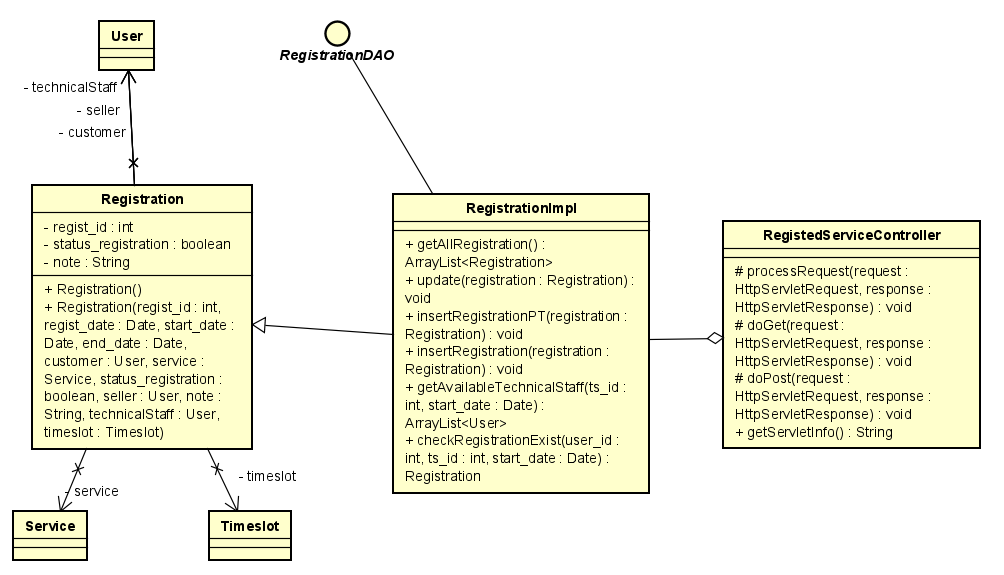 User
- technicalStaff
- seller
- customer
RegistrationDAO
Registration
- regist_id : int
- status_registration : boolean
- note : String
+ Registration()
+ Registration(regist_id : int,
regist_date : Date, start_date :
Date, end_date : Date,
customer : User, service :
Service, status_registration :
boolean, seller : User, note :
String, technicalStaff : User,
timeslot : Timeslot)
- service
- timeslot
Service
Timeslot
RegistrationImpl
+ getAllRegistration() :
ArrayList<Registration>
+ update(registration : Registration) :
void
+ insertRegistrationPT(registration :
Registration) : void
+ insertRegistration(registration :
Registration) : void
+ getAvailableTechnicalStaff(ts_id :
int, start_date : Date) :
ArrayList<User>
+ checkRegistrationExist(user_id :
int, ts_id : int, start_date : Date) :
Registration
RegistedServiceController
# processRequest(request :
HttpServletRequest, response :
HttpServletResponse) : void
# doGet(request :
HttpServletRequest, response :
HttpServletResponse) : void
# doPost(request :
HttpServletRequest, response :
HttpServletResponse) : void
+ getServletInfo() : String